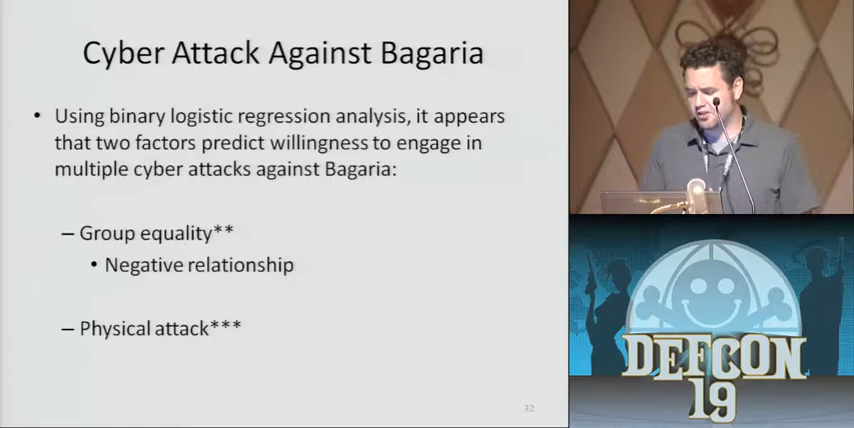 Cyber Attack Against Bagaria
• Using binary logistic regression analysis, it appears
that two factors predict willingness to engage in
multiple cyber attacks against Bagaria:
– Group equality**
• Negative relationship
– Physical attack***
32
DEFCON
19